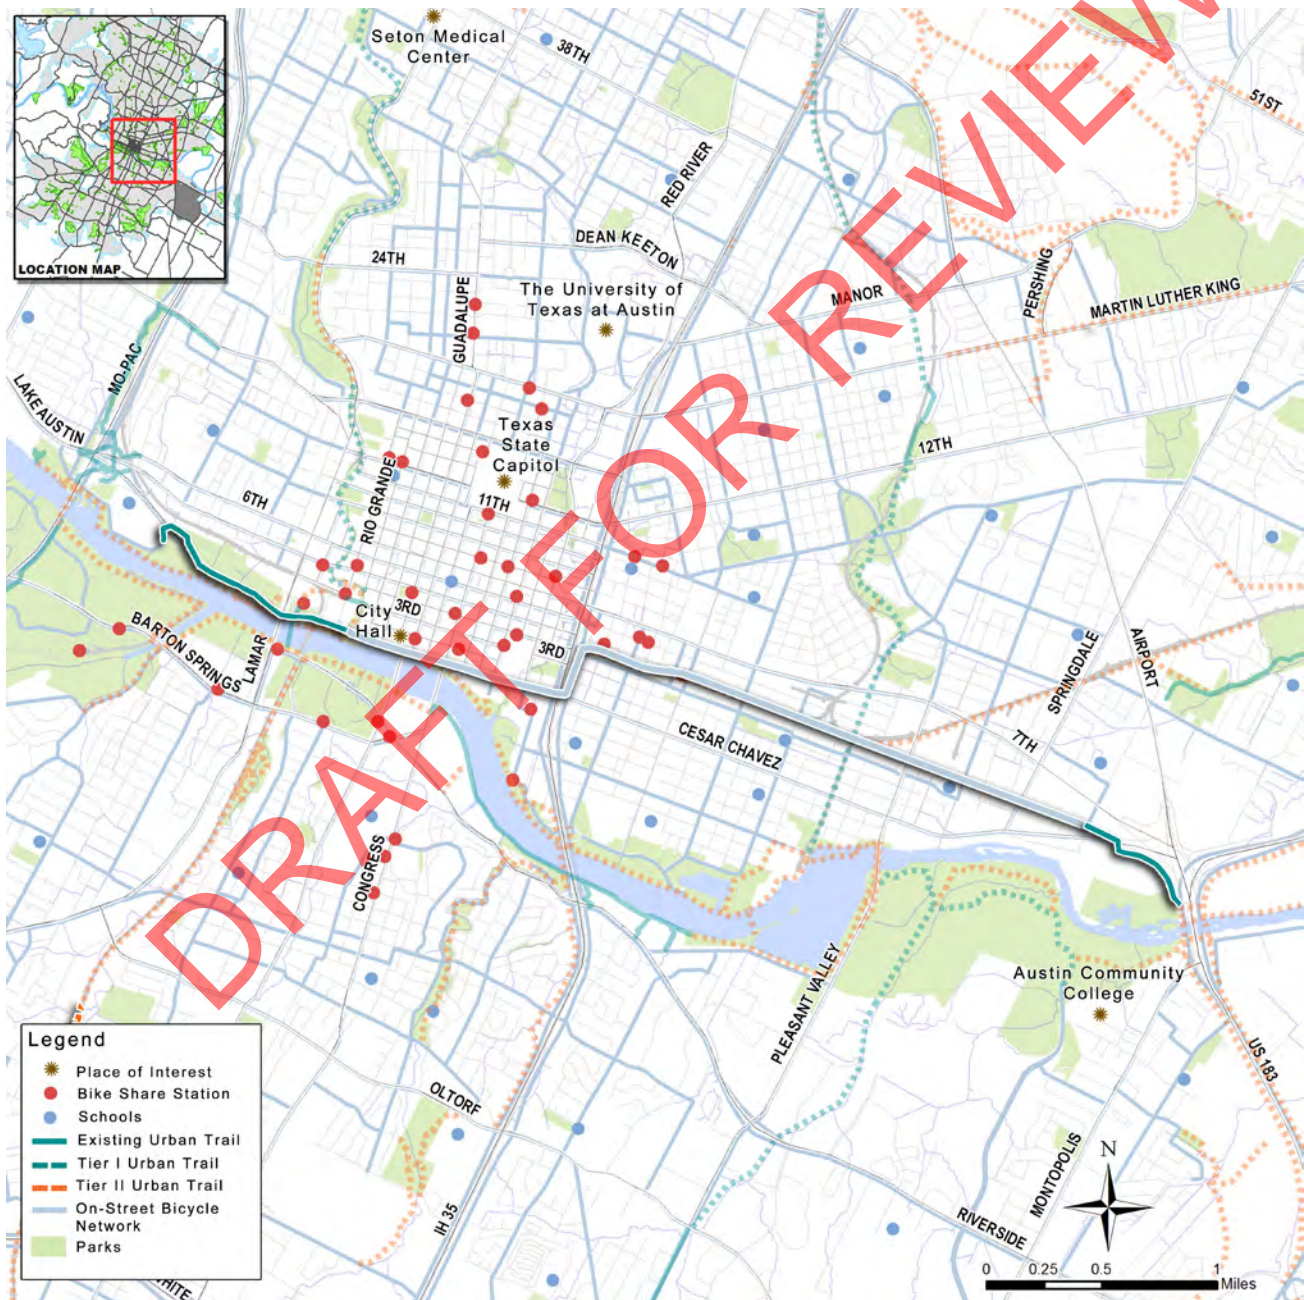 Seton Medical
Center
38TH
51ST
RED RIVER
DEAN KEETON
24TH
LOCATION MAP
The University of
Texas at Austin
GUADALUPE
MANOR
PERSHING
MARTIN LUTHER KING
MO-PAC
LAKE AUSTIN
Texas
State
Capitol
12TH
6TH
RIO GRANDE
11TH
3RD
City
Hall
3RD
BARTON SPRINGS
LAMAR
SPRINGDALE
AIRPORT
7TH
CESAR CHAVEZ
CONGRESS
PLEASANT VALLEY
Austin Community
College
US 183
OLTORF
MONTOPOLIS
IH 35
RIVERSIDE
DRAFT FOR REVIEW
Legend
Place of Interest
Bike Share Station
Schools
Existing Urban Trail
Tier I Urban Trail
Tier II Urban Trail
On-Street Bicycle
Network
Parks
N
0 0.25 0.5 1
Miles